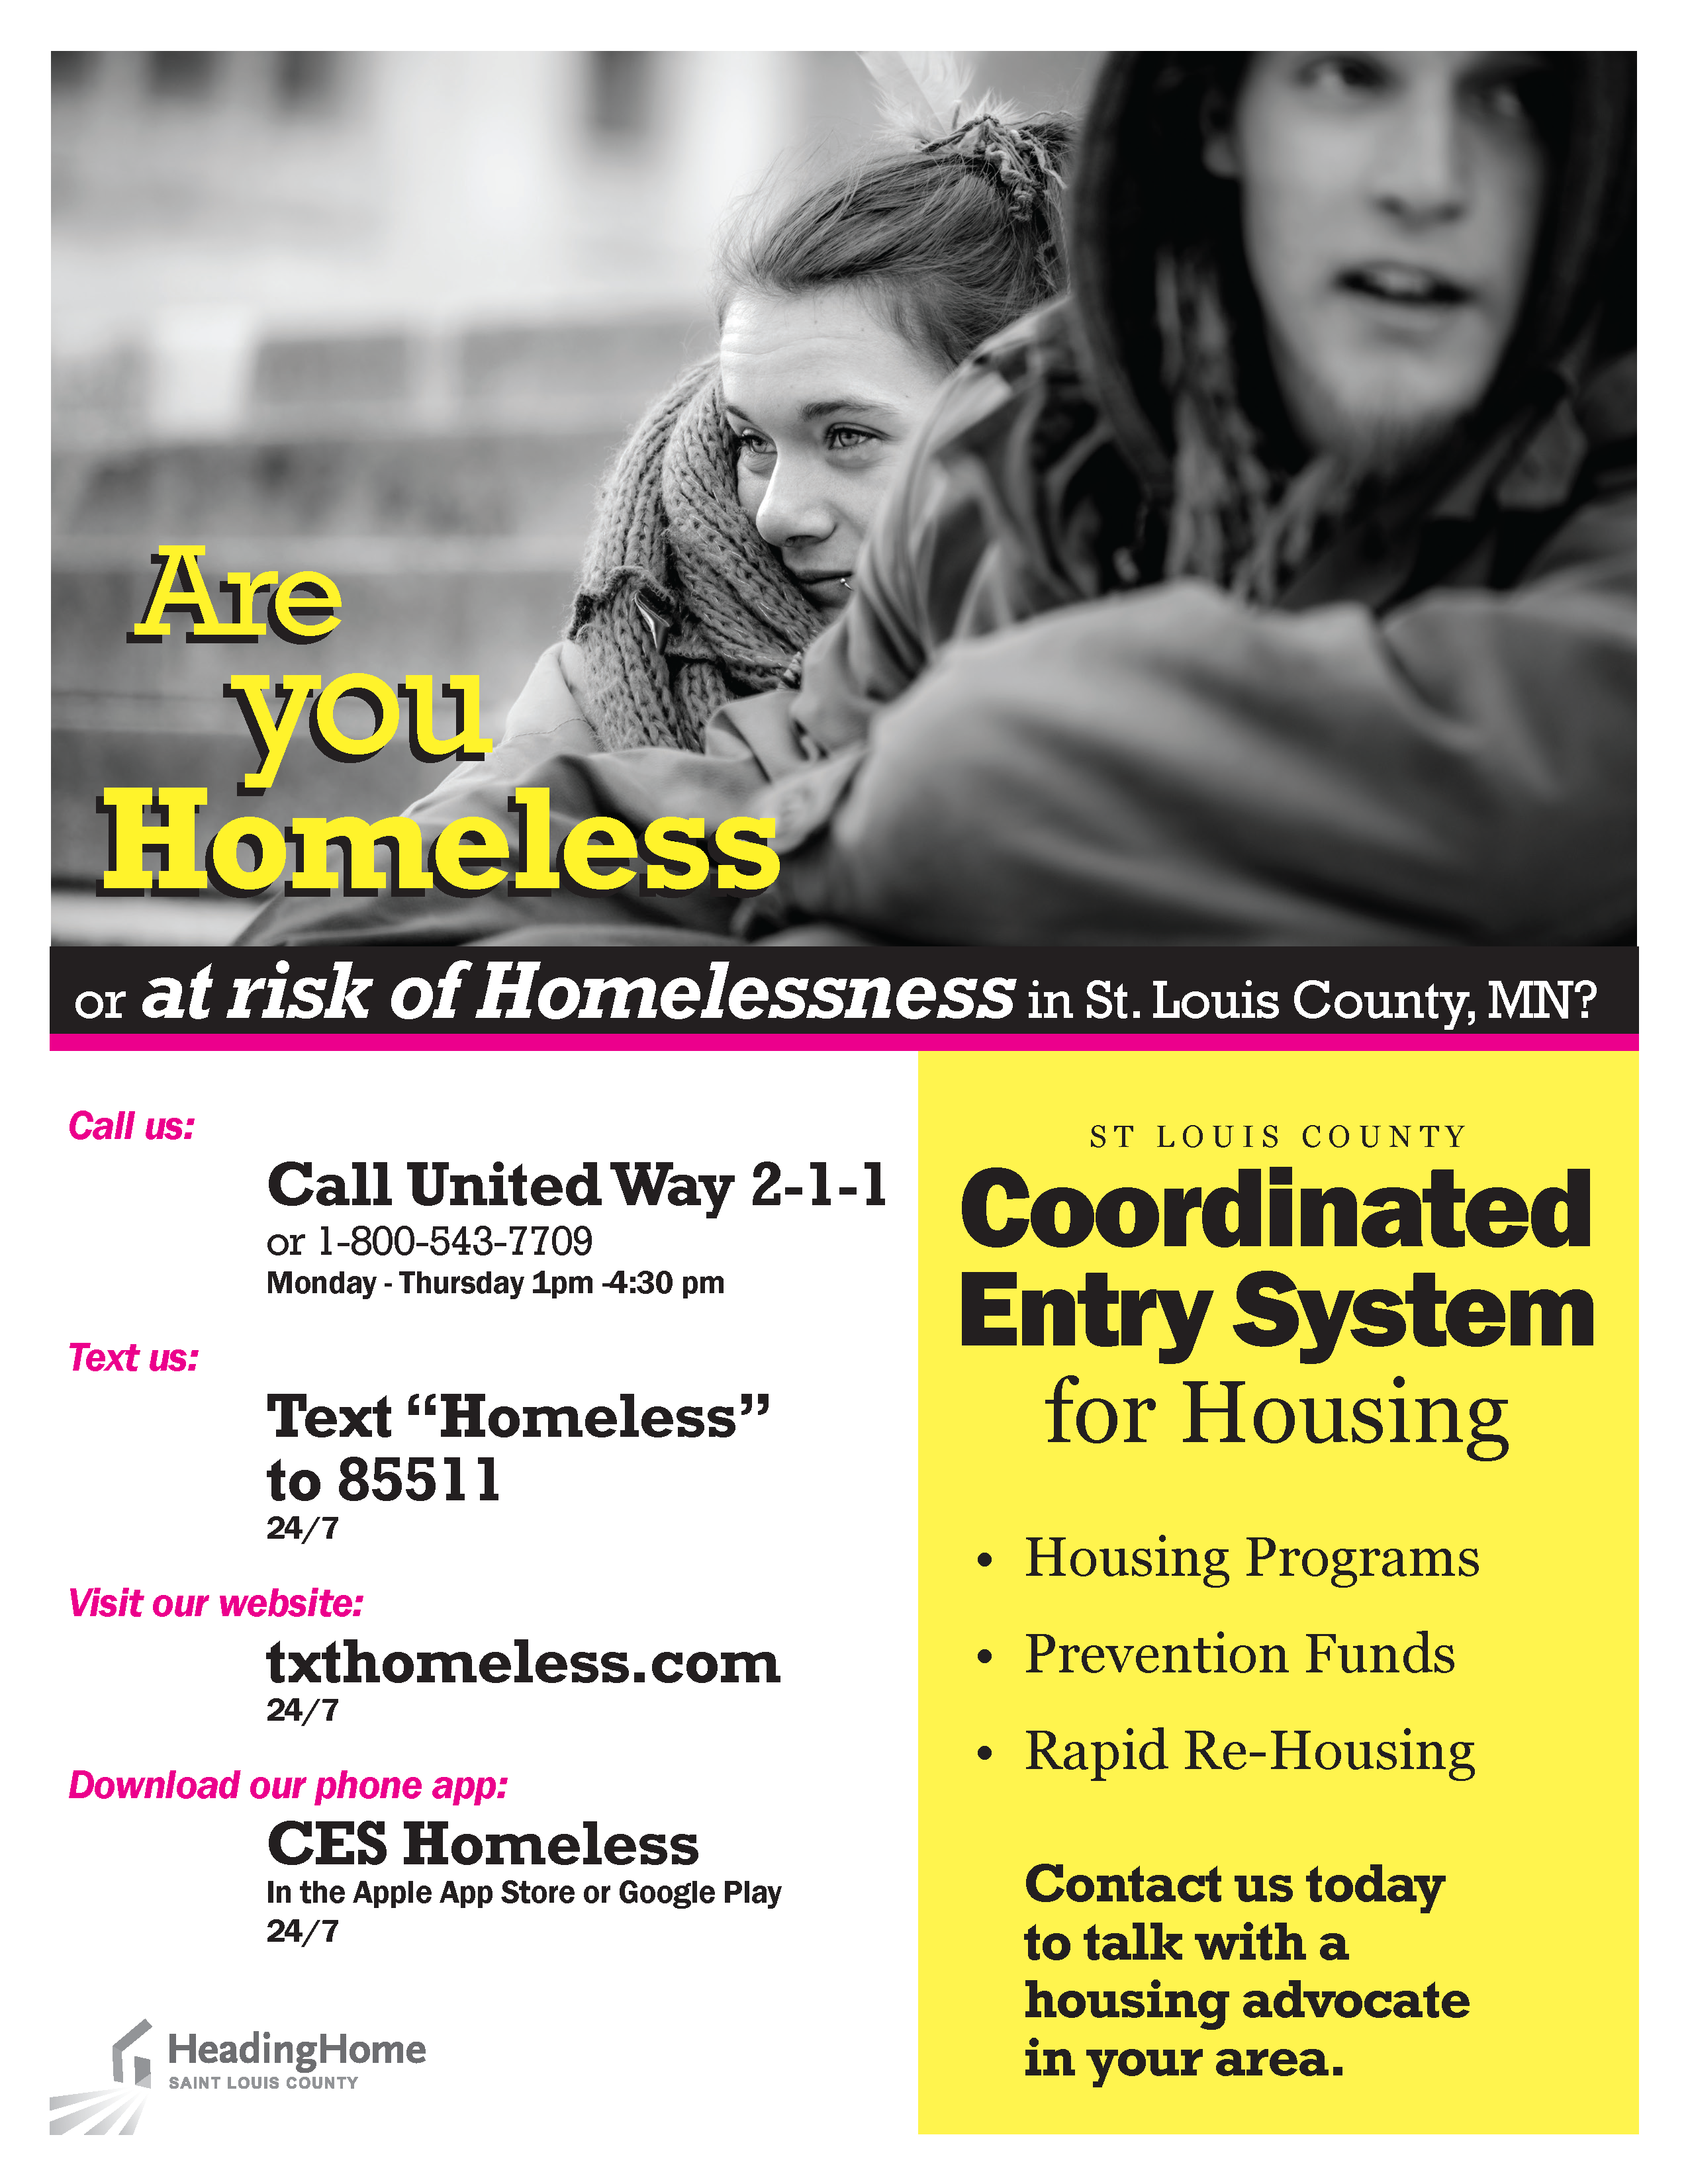 Are
you
Homeless
or at risk of Homelessness in St. Louis County, MN?
Call us:
Call United Way 2-1-1
or 1-800-543-7709
Monday - Thursday 1pm -4:30 pm
Text us:
Text “Homeless”
to 85511
24/7
Visit our website:
txthomeless.com
24/7
Download our phone app:
CES Homeless
In the Apple App Store or Google Play
24/7
HeadingHome
SAINT LOUIS COUNTY
ST LOUIS COUNTY
Coordinated
Entry System
for Housing
• Housing Programs
• Prevention Funds
• Rapid Re-Housing
Contact us today
to talk with a
housing advocate
in your area.